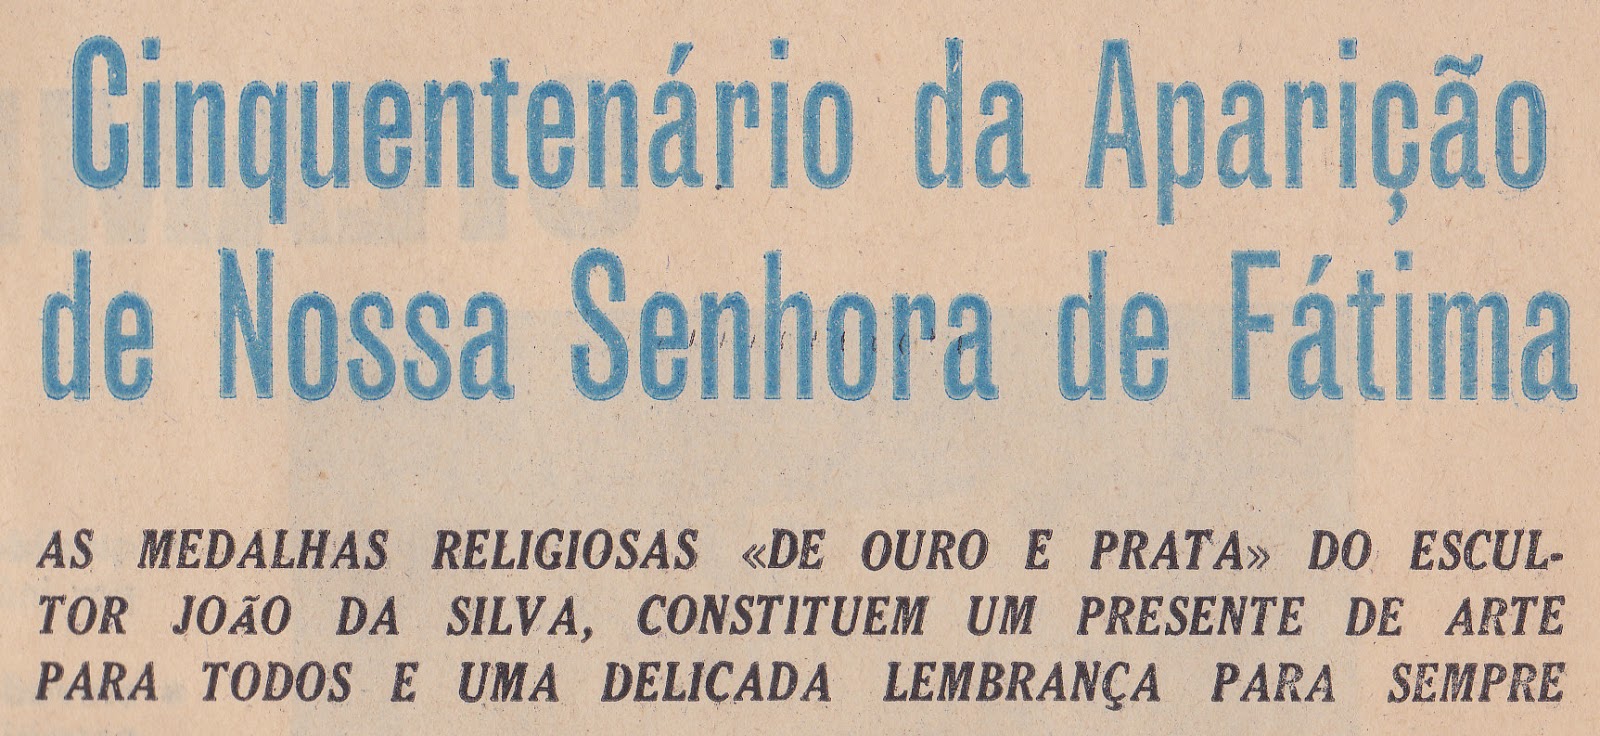 Cinquentenário da Aparição
de Nossa Senhora de Fátima
AS MEDALHAS RELIGIOSAS «DE OURO E PRATA» DO ESCUL-
TOR JOÃO DA SILVA, CONSTITUEM UM PRESENTE DE ARTE
PARA TODOS E UMA DELICADA LEMBRANÇA PARA SEMPRE